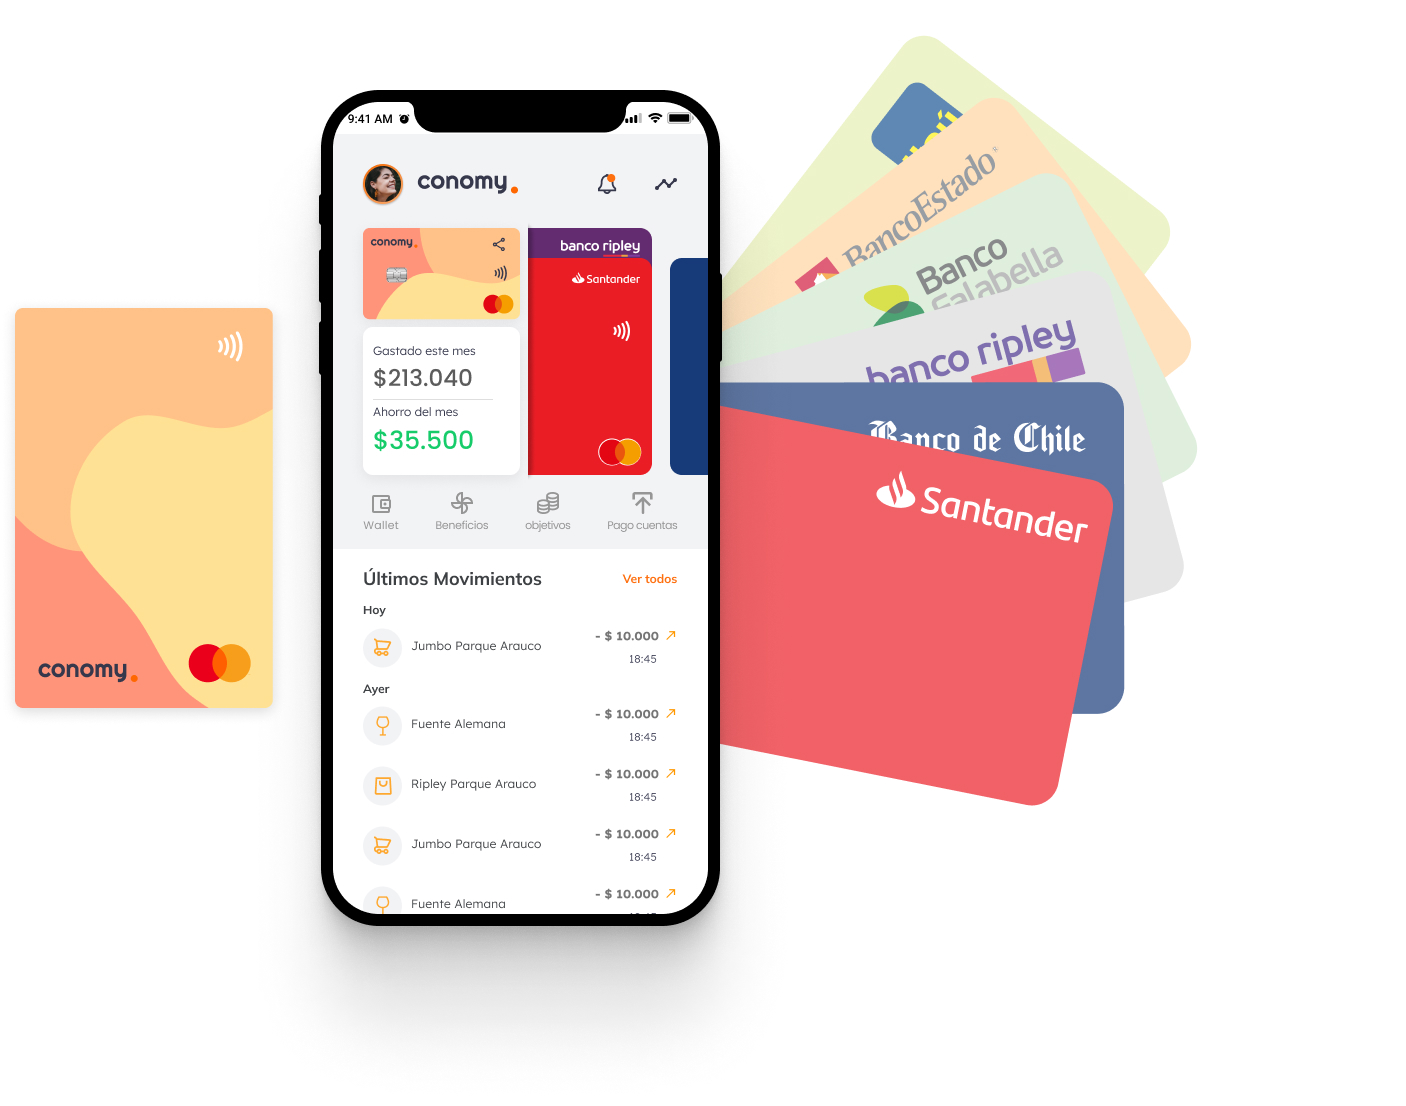 conomy.
9:41 AM
conomy.
conomy.
banco ripley
Santander
Gastado este mes
$213.040
Ahorro del mes
$35.500
Wallet
Beneficios
objetivos
Pago cuentas
Últimos Movimientos
Ver todos
Hoy
Jumbo Parque Arauco
- $ 10.000
18:45
Ayer
Fuente Alemana
- $ 10.000
18:45
Ripley Parque Arauco
- $ 10.000
18:45
Jumbo Parque Arauco
- $ 10.000
18:45
Fuente Alemana
- $ 10.000
BancoEstado®
Banco
Falabella
banco ripley
Banco de Chile
Santander